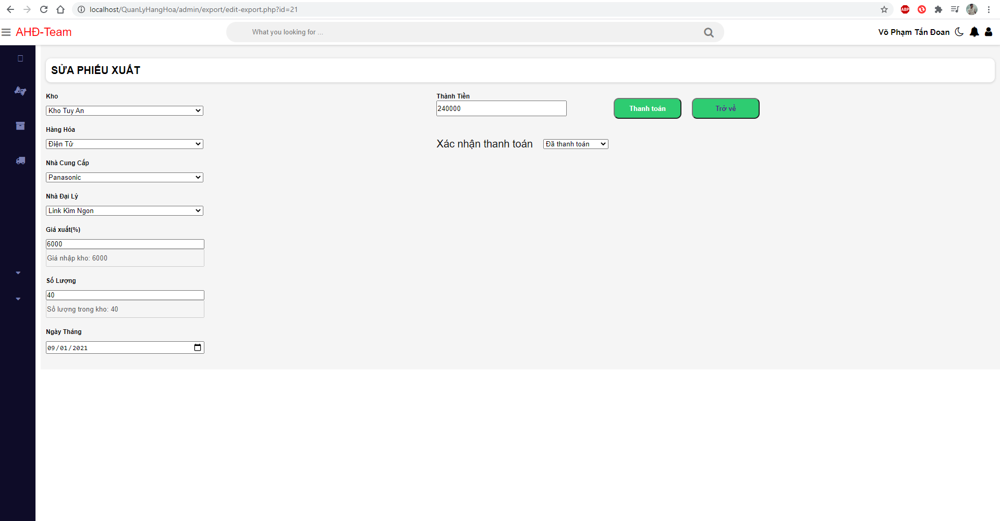 localhost/QuanLyHangHoa/admin/export/edit-export.php?id=21
ABP
AHĐ-Team
What you looking for ...
Võ Phạm Tấn Đoan
SỬA PHIẾU XUẤT
Kho
Kho Tuy An
Hàng Hóa
Điện Tử
Nhà Cung Cấp
Panasonic
Nhà Đại Lý
Link Kim Ngon
Giá xuất(%)
6000
Giá nhập kho: 6000
Số Lượng
40
Số lượng trong kho: 40
Ngày Tháng
09/01/2021
Thành Tiền
240000
Thanh toán
Trở về
Xác nhận thanh toán
Đã thanh toán